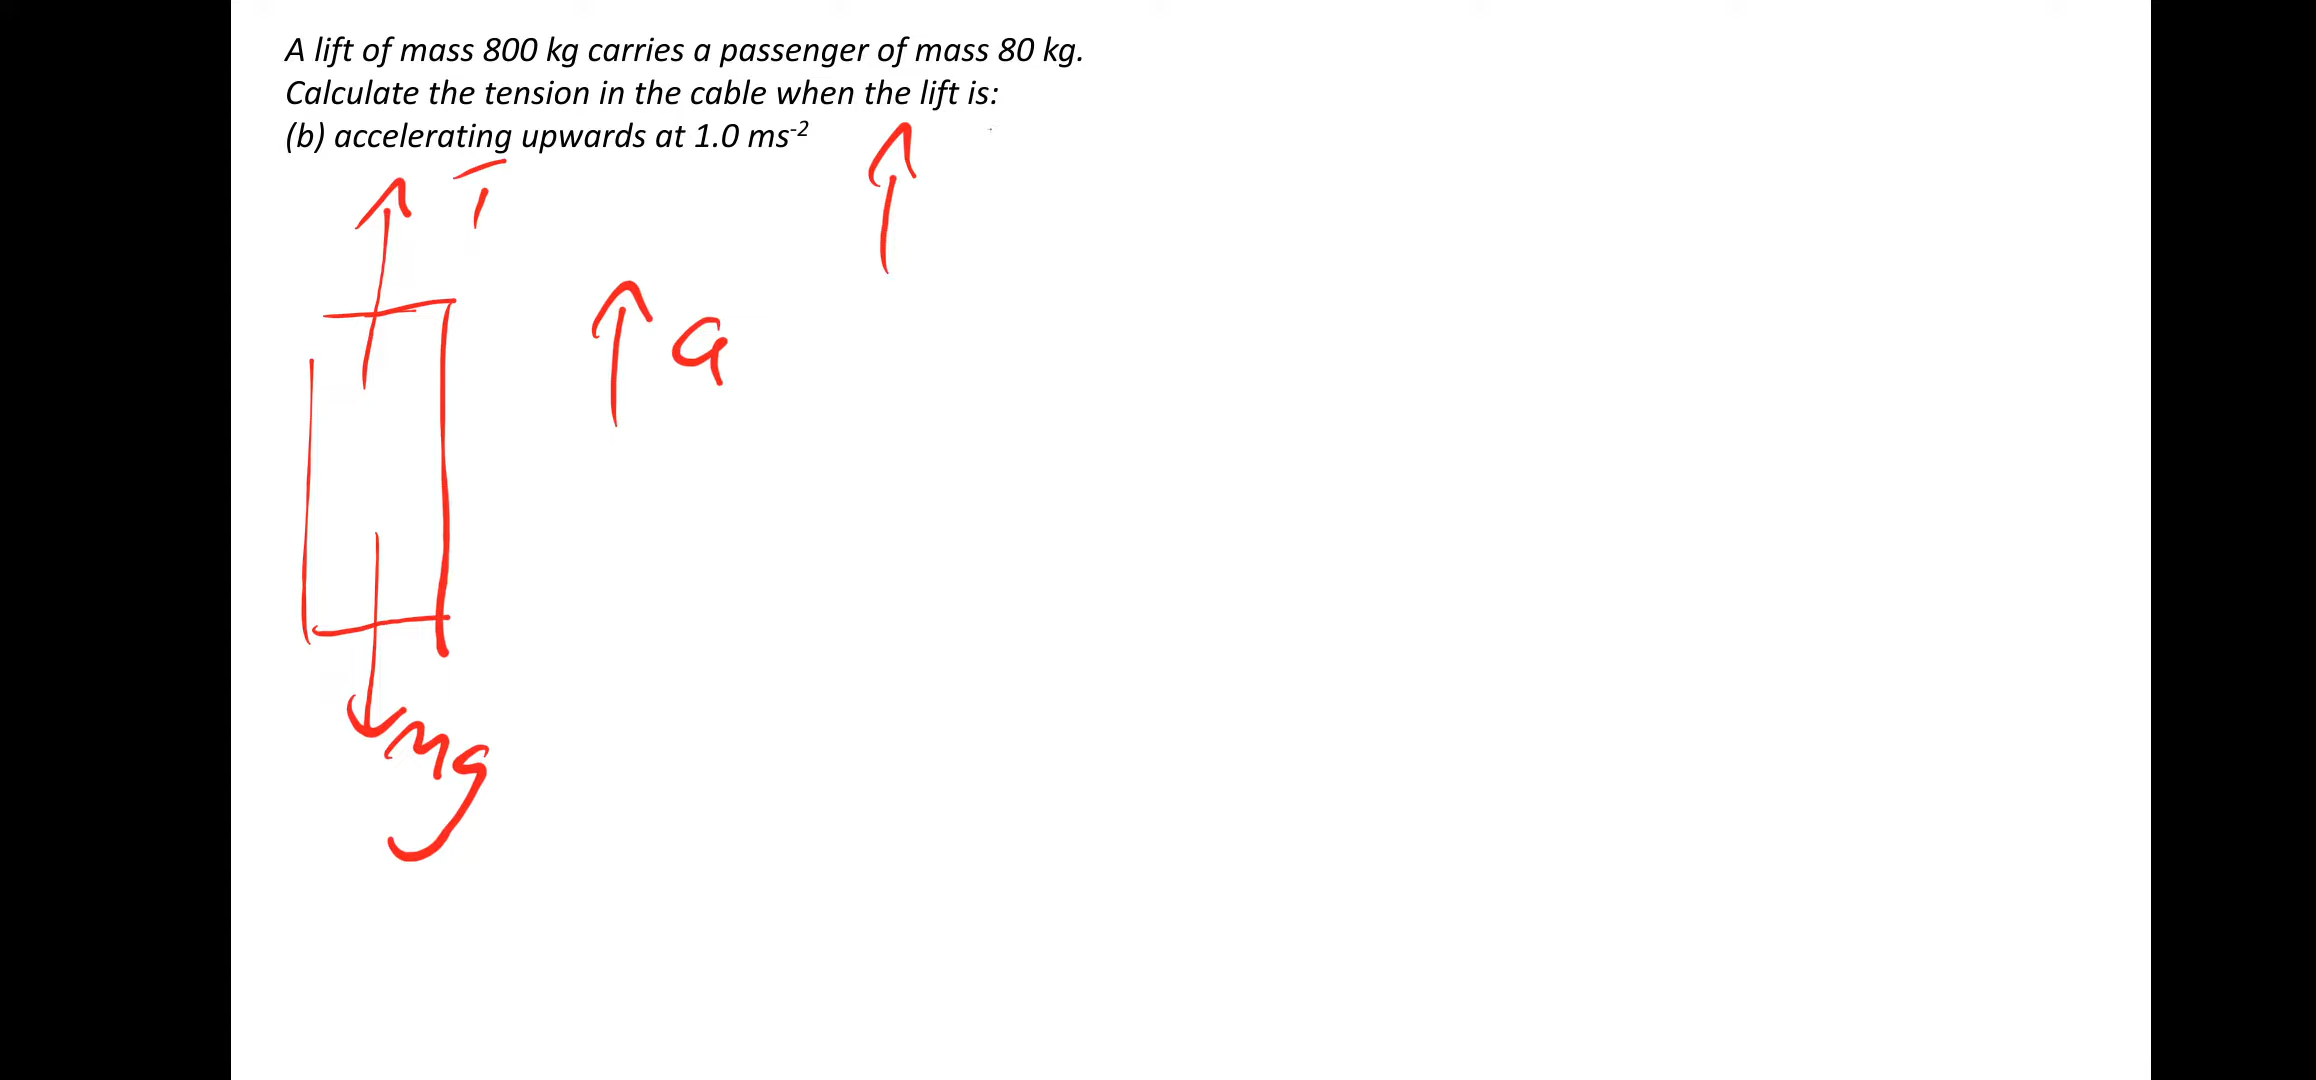 A lift of mass 800 kg carries a passenger of mass 80 kg.
Calculate the tension in the cable when the lift is:
(b) accelerating upwards at 1.0 ms⁻²
T
a
mg